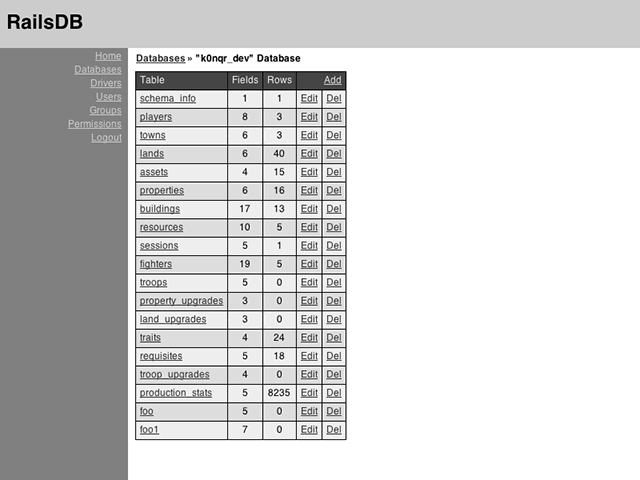 RailsDB
Home
Databases
Drivers
Users
Groups
Permissions
Logout
Databases » "k0nqr_dev" Database
Table Fields Rows Add
schema_info 1 1 Edit Del
players 8 3 Edit Del
towns 6 3 Edit Del
lands 6 40 Edit Del
assets 4 15 Edit Del
properties 6 16 Edit Del
buildings 17 13 Edit Del
resources 10 5 Edit Del
sessions 5 1 Edit Del
fighters 19 5 Edit Del
troops 5 0 Edit Del
property_upgrades 3 0 Edit Del
land_upgrades 3 0 Edit Del
traits 4 24 Edit Del
requisites 5 18 Edit Del
troop_upgrades 4 0 Edit Del
production_stats 5 8235 Edit Del
foo 5 0 Edit Del
foo1 7 0 Edit Del